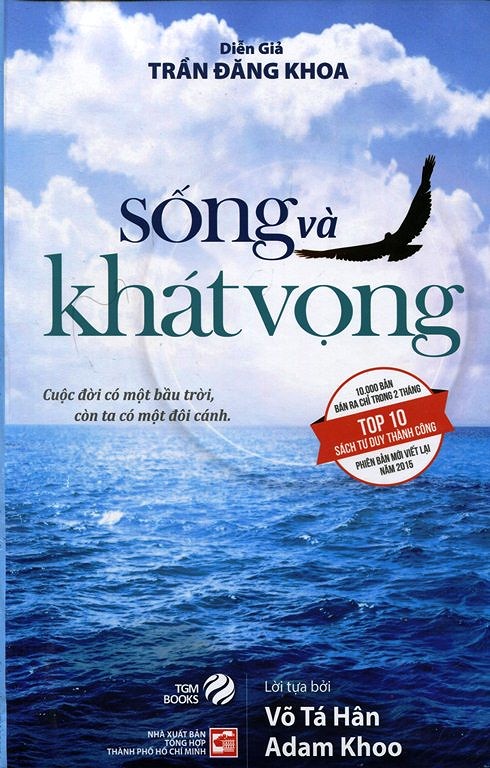 Diễn Giả
TRẦN ĐĂNG KHOA
sống và
khát vọng
Cuộc đời có một bầu trời,
còn ta có một đôi cánh.
10.000 BẢN
BÁN RA CHỈ TRONG 2 THÁNG
TOP 10
SÁCH TƯ DUY THÀNH CÔNG
PHIÊN BẢN MỚI VIẾT LẠI
NĂM 2015
TGM
BOOKS
NHÀ XUẤT BẢN
TỔNG HỢP
THÀNH PHỐ HỒ CHÍ MINH
Lời tựa bởi
Võ Tá Hân
Adam Khoo